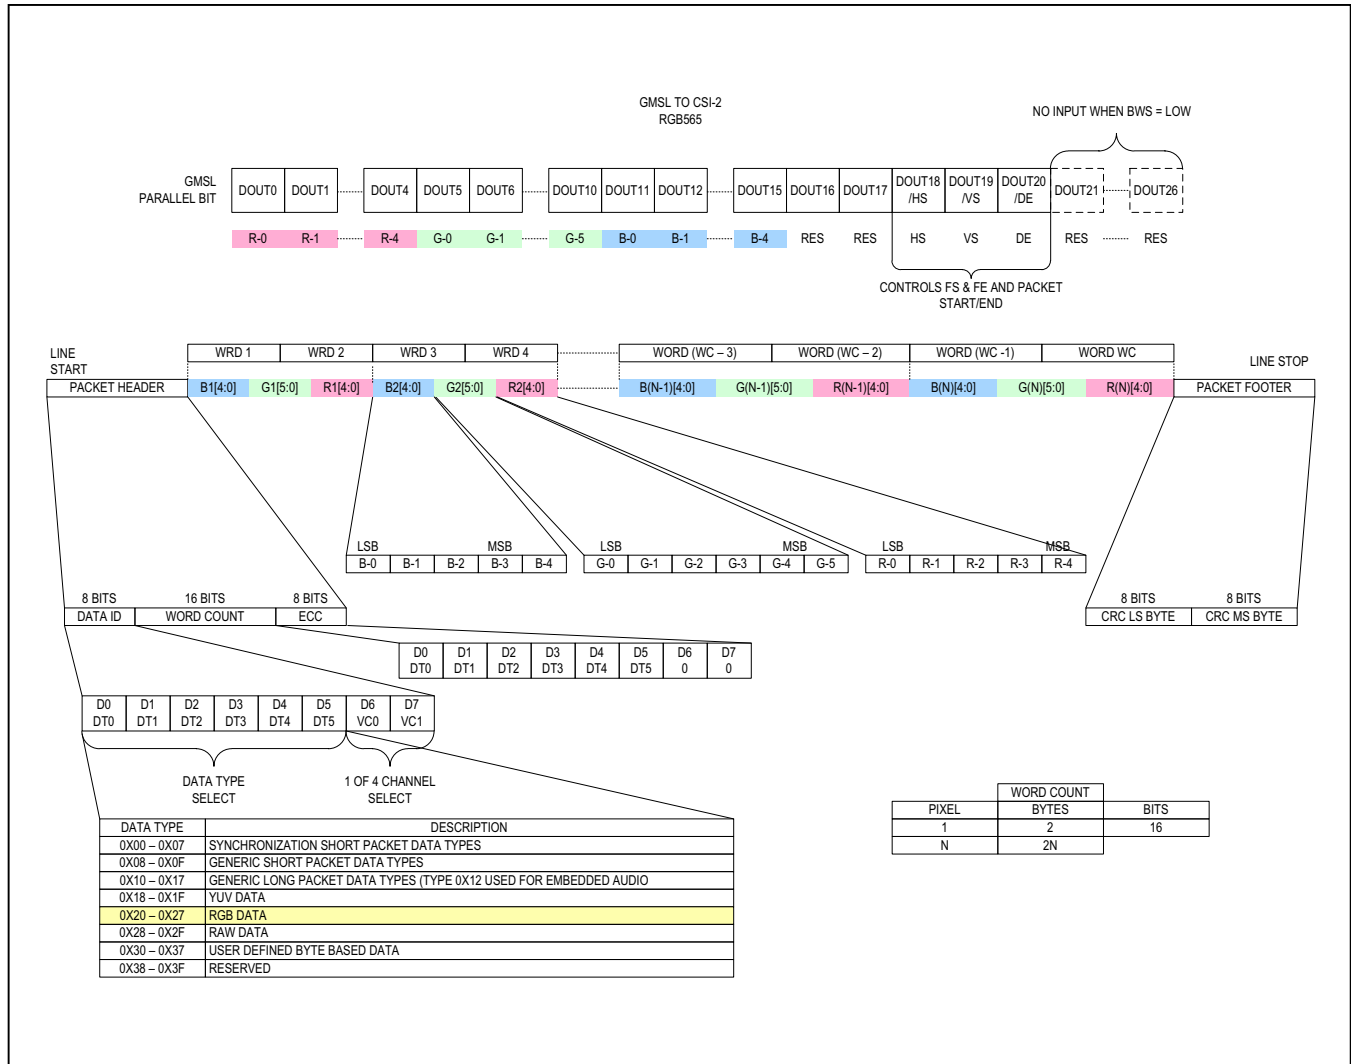 GMSL TO CSI-2
RGB565
NO INPUT WHEN BWS = LOW
GMSL
PARALLEL BIT
DOUT0 DOUT1 DOUT4 DOUT5 DOUT6 DOUT10 DOUT11 DOUT12 DOUT15 DOUT16 DOUT17 DOUT18 /HS DOUT19 /VS DOUT20 /DE DOUT21 DOUT26
R-0 R-1 R-4 G-0 G-1 G-5 B-0 B-1 B-4 RES RES HS VS DE RES RES
CONTROLS FS & FE AND PACKET
START/END
LINE
START
WRD 1 WRD 2 WRD 3 WRD 4 WORD (WC – 3) WORD (WC – 2) WORD (WC -1) WORD WC
LINE STOP
PACKET HEADER B1[4:0] G1[5:0] R1[4:0] B2[4:0] G2[5:0] R2[4:0] B(N-1)[4:0] G(N-1)[5:0] R(N-1)[4:0] B(N)[4:0] G(N)[5:0] R(N)[4:0] PACKET FOOTER
LSB MSB LSB MSB LSB MSB
B-0 B-1 B-2 B-3 B-4 G-0 G-1 G-2 G-3 G-4 G-5 R-0 R-1 R-2 R-3 R-4
8 BITS 16 BITS 8 BITS 8 BITS 8 BITS
DATA ID WORD COUNT ECC CRC LS BYTE CRC MS BYTE
D0 D1 D2 D3 D4 D5 D6 D7
DT0 DT1 DT2 DT3 DT4 DT5 0 0
D0 D1 D2 D3 D4 D5 D6 D7
DT0 DT1 DT2 DT3 DT4 DT5 VC0 VC1
DATA TYPE
SELECT
1 OF 4 CHANNEL
SELECT
WORD COUNT
PIXEL BYTES BITS
1 2 16
N 2N
DATA TYPE DESCRIPTION
0X00 – 0X07 SYNCHRONIZATION SHORT PACKET DATA TYPES
0X08 – 0X0F GENERIC SHORT PACKET DATA TYPES
0X10 – 0X17 GENERIC LONG PACKET DATA TYPES (TYPE 0X12 USED FOR EMBEDDED AUDIO
0X18 – 0X1F YUV DATA
0X20 – 0X27 RGB DATA
0X28 – 0X2F RAW DATA
0X30 – 0X37 USER DEFINED BYTE BASED DATA
0X38 – 0X3F RESERVED